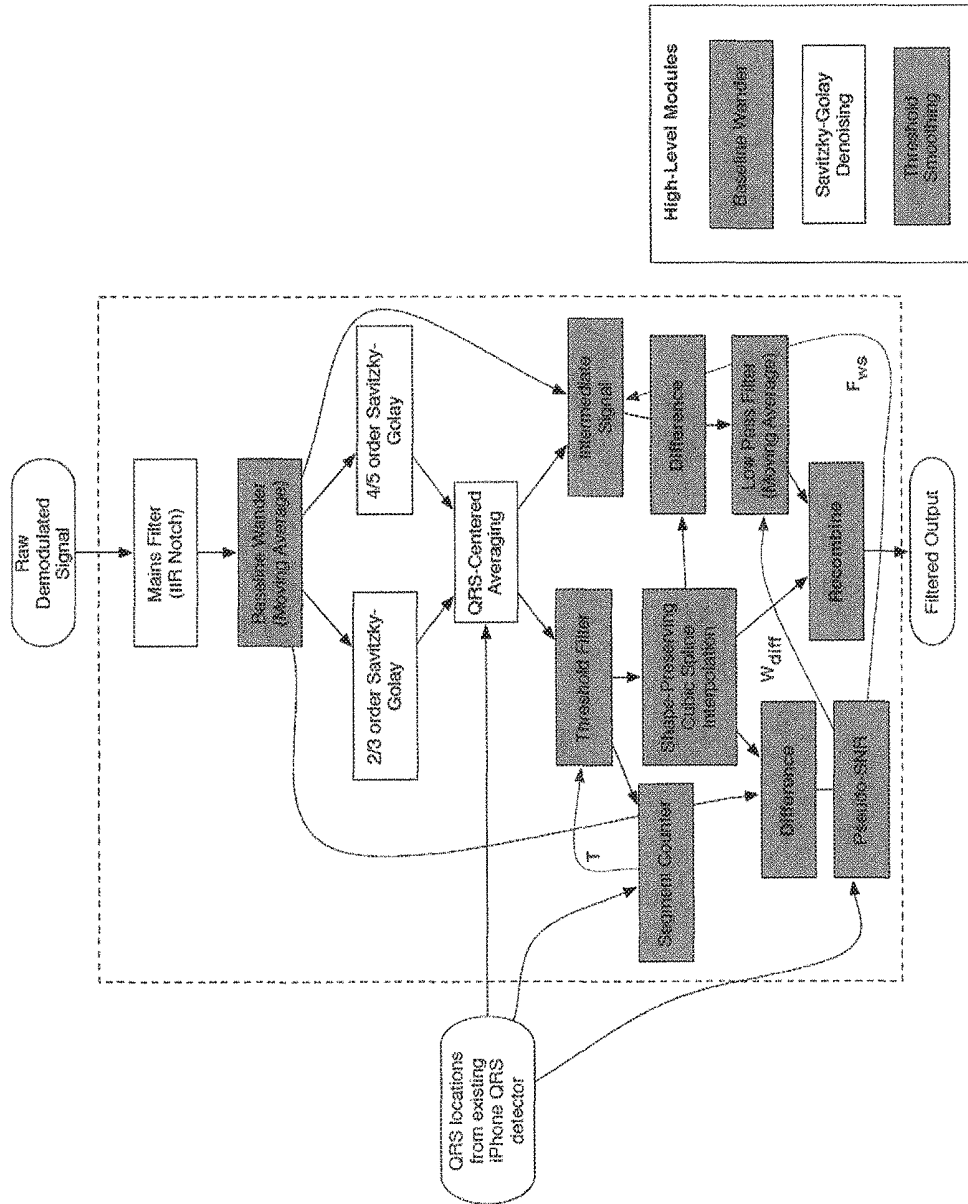 Raw
Demodulated
Signal
Mains Filter
(IIR Notch)
Baseline Wander
(Moving Average)
2/3 order Savitzky-
Golay
4/5 order Savitzky-
Golay
QRS-Centered
Averaging
QRS locations
from existing
iPhone QRS
detector
Threshold Filter
Intermediate
Signal
T
Segment Counter
Shape-Preserving
Cubic Spline
Interpolation
Difference
Difference
Low Pass Filter
(Moving Average)
Wdiff
Pseudo-SNR
Fws
Recombine
Filtered Output
High-Level Modules
Baseline Wander
Savitzky-Golay
Denoising
Threshold
Smoothing